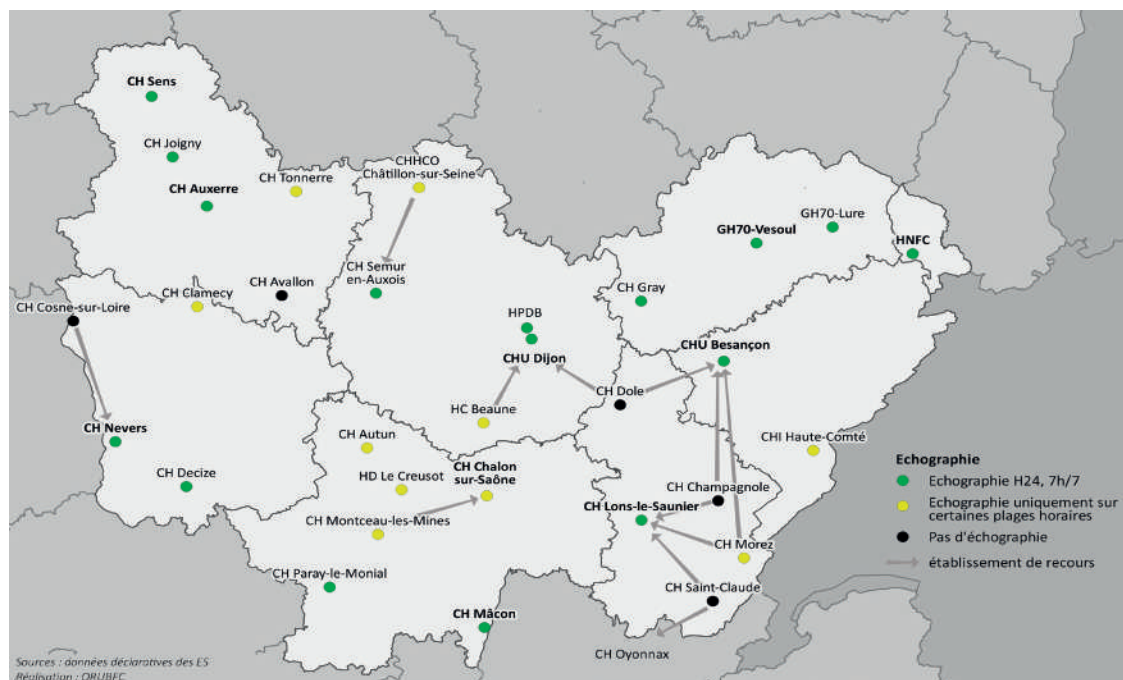 CH Sens
CH Joigny
CH Auxerre
CH Tonnerre
CHHCO
Châtillon-sur-Seine
GH70-Lure
GH70-Vesoul
HNFC
CH Semur
en-Auxois
CH Avallon
CH Clamecy
CH Gray
CH Cosne-sur-Loire
HPDB
CHU Besançon
CHU Dijon
CH Dole
HC Beaune
CH Nevers
CH Autun
CHI Haute-Comté
CH Decize
HD Le Creusot
CH Chalon
sur-Saône
CH Champagnole
CH Lons-le-Saunier
CH Montceau-les-Mines
CH Morez
CH Paray-le-Monial
CH Saint-Claude
CH Mâcon
CH Oyonnax
Echographie
Echographie H24, 7h/7
Echographie uniquement sur
certaines plages horaires
Pas d'échographie
établissement de recours
Sources : données déclaratives des ES
Réalisation : ORUBFC